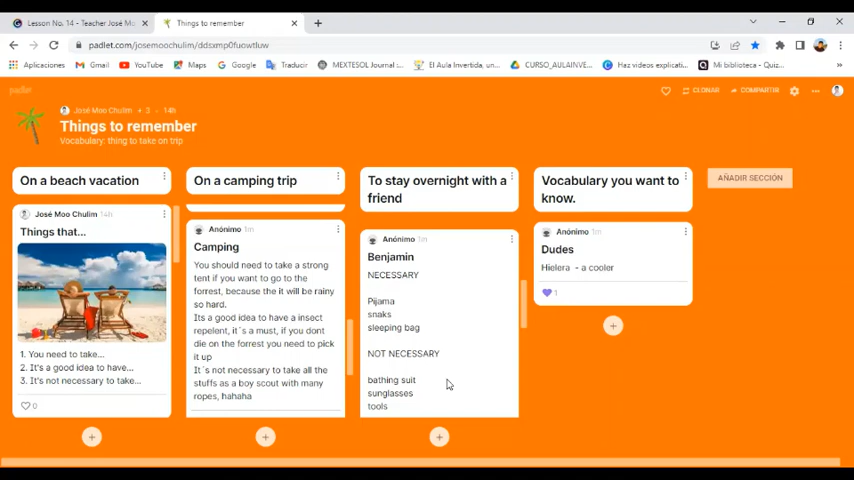 Lesson No. 14 - Teacher José Mo
Things to remember
padlet.com/josemoochulim/ddsxmp0fuowtluw
Aplicaciones
Gmail
YouTube
Maps
Google
Traducir
MEXTESOL Journal :...
El Aula Invertida, un...
CURSO_AULAINVE...
Haz videos explicati...
Mi biblioteca - Quiz...
padlet
CLONAR
COMPARTIR
José Moo Chulim + 3 · 14h
Things to remember
Vocabulary: thing to take on trip
On a beach vacation
José Moo Chulim 14h
Things that...
1. You need to take...
2. It's a good idea to have...
3. It's not necessary to take...
0
On a camping trip
Anónimo 1m
Camping
You should need to take a strong
tent if you want to go to the
forrest, because the it will be rainy
so hard.
Its a good idea to have a insect
repelent, it´s a must, if you dont
die on the forrest you need to pick
it up
It´s not necessary to take all the
stuffs as a boy scout with many
ropes, hahaha
To stay overnight with a
friend
Anónimo 1m
Benjamin
NECESSARY
Pijama
snaks
sleeping bag
NOT NECESSARY
bathing suit
sunglasses
tools
Vocabulary you want to
know.
Anónimo 1m
Dudes
Hielera - a cooler
1
AÑADIR SECCIÓN